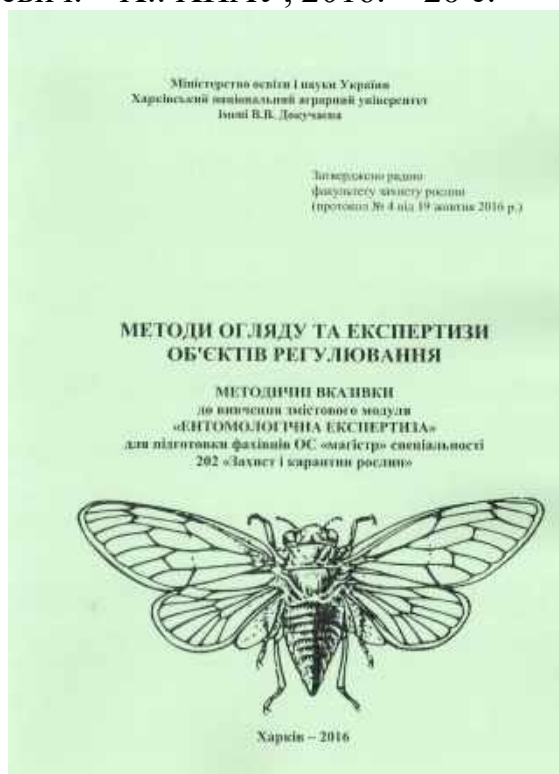 Міністерство освіти і науки України
Харківський національний аграрний університет
імені В.В. Докучаєва
Затверджено радою
факультету захисту рослин
(протокол № 4 від 19 жовтня 2016 р.)
МЕТОДИ ОГЛЯДУ ТА ЕКСПЕРТИЗИ
ОБ'ЄКТІВ РЕГУЛЮВАННЯ
МЕТОДИЧНІ ВКАЗІВКИ
до вивчення змістового модуля
«ЕНТОМОЛОГІЧНА ЕКСПЕРТИЗА»
для підготовки фахівців ОС «магістр» спеціальності
202 «Захист і карантин рослин»
Харків – 2016